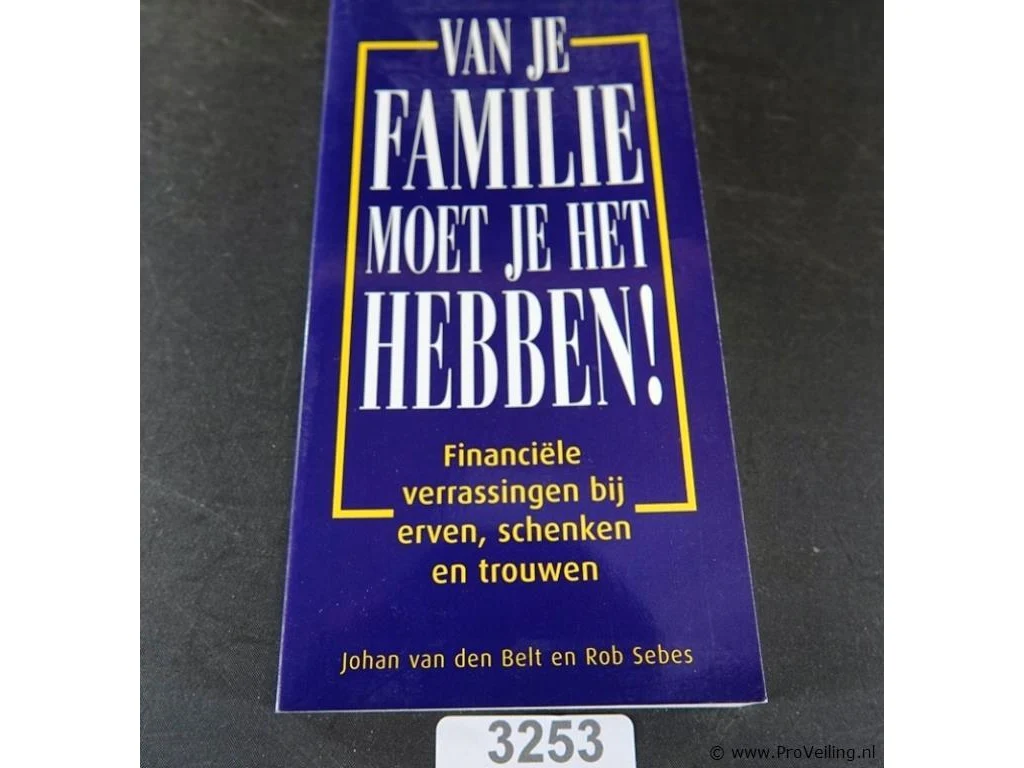 VAN JE
FAMILIE
MOET JE HET
HEBBEN!
Financiële
verrassingen bij
erven, schenken
en trouwen
Johan van den Belt en Rob Sebes
3253
© www.ProVeiling.nl